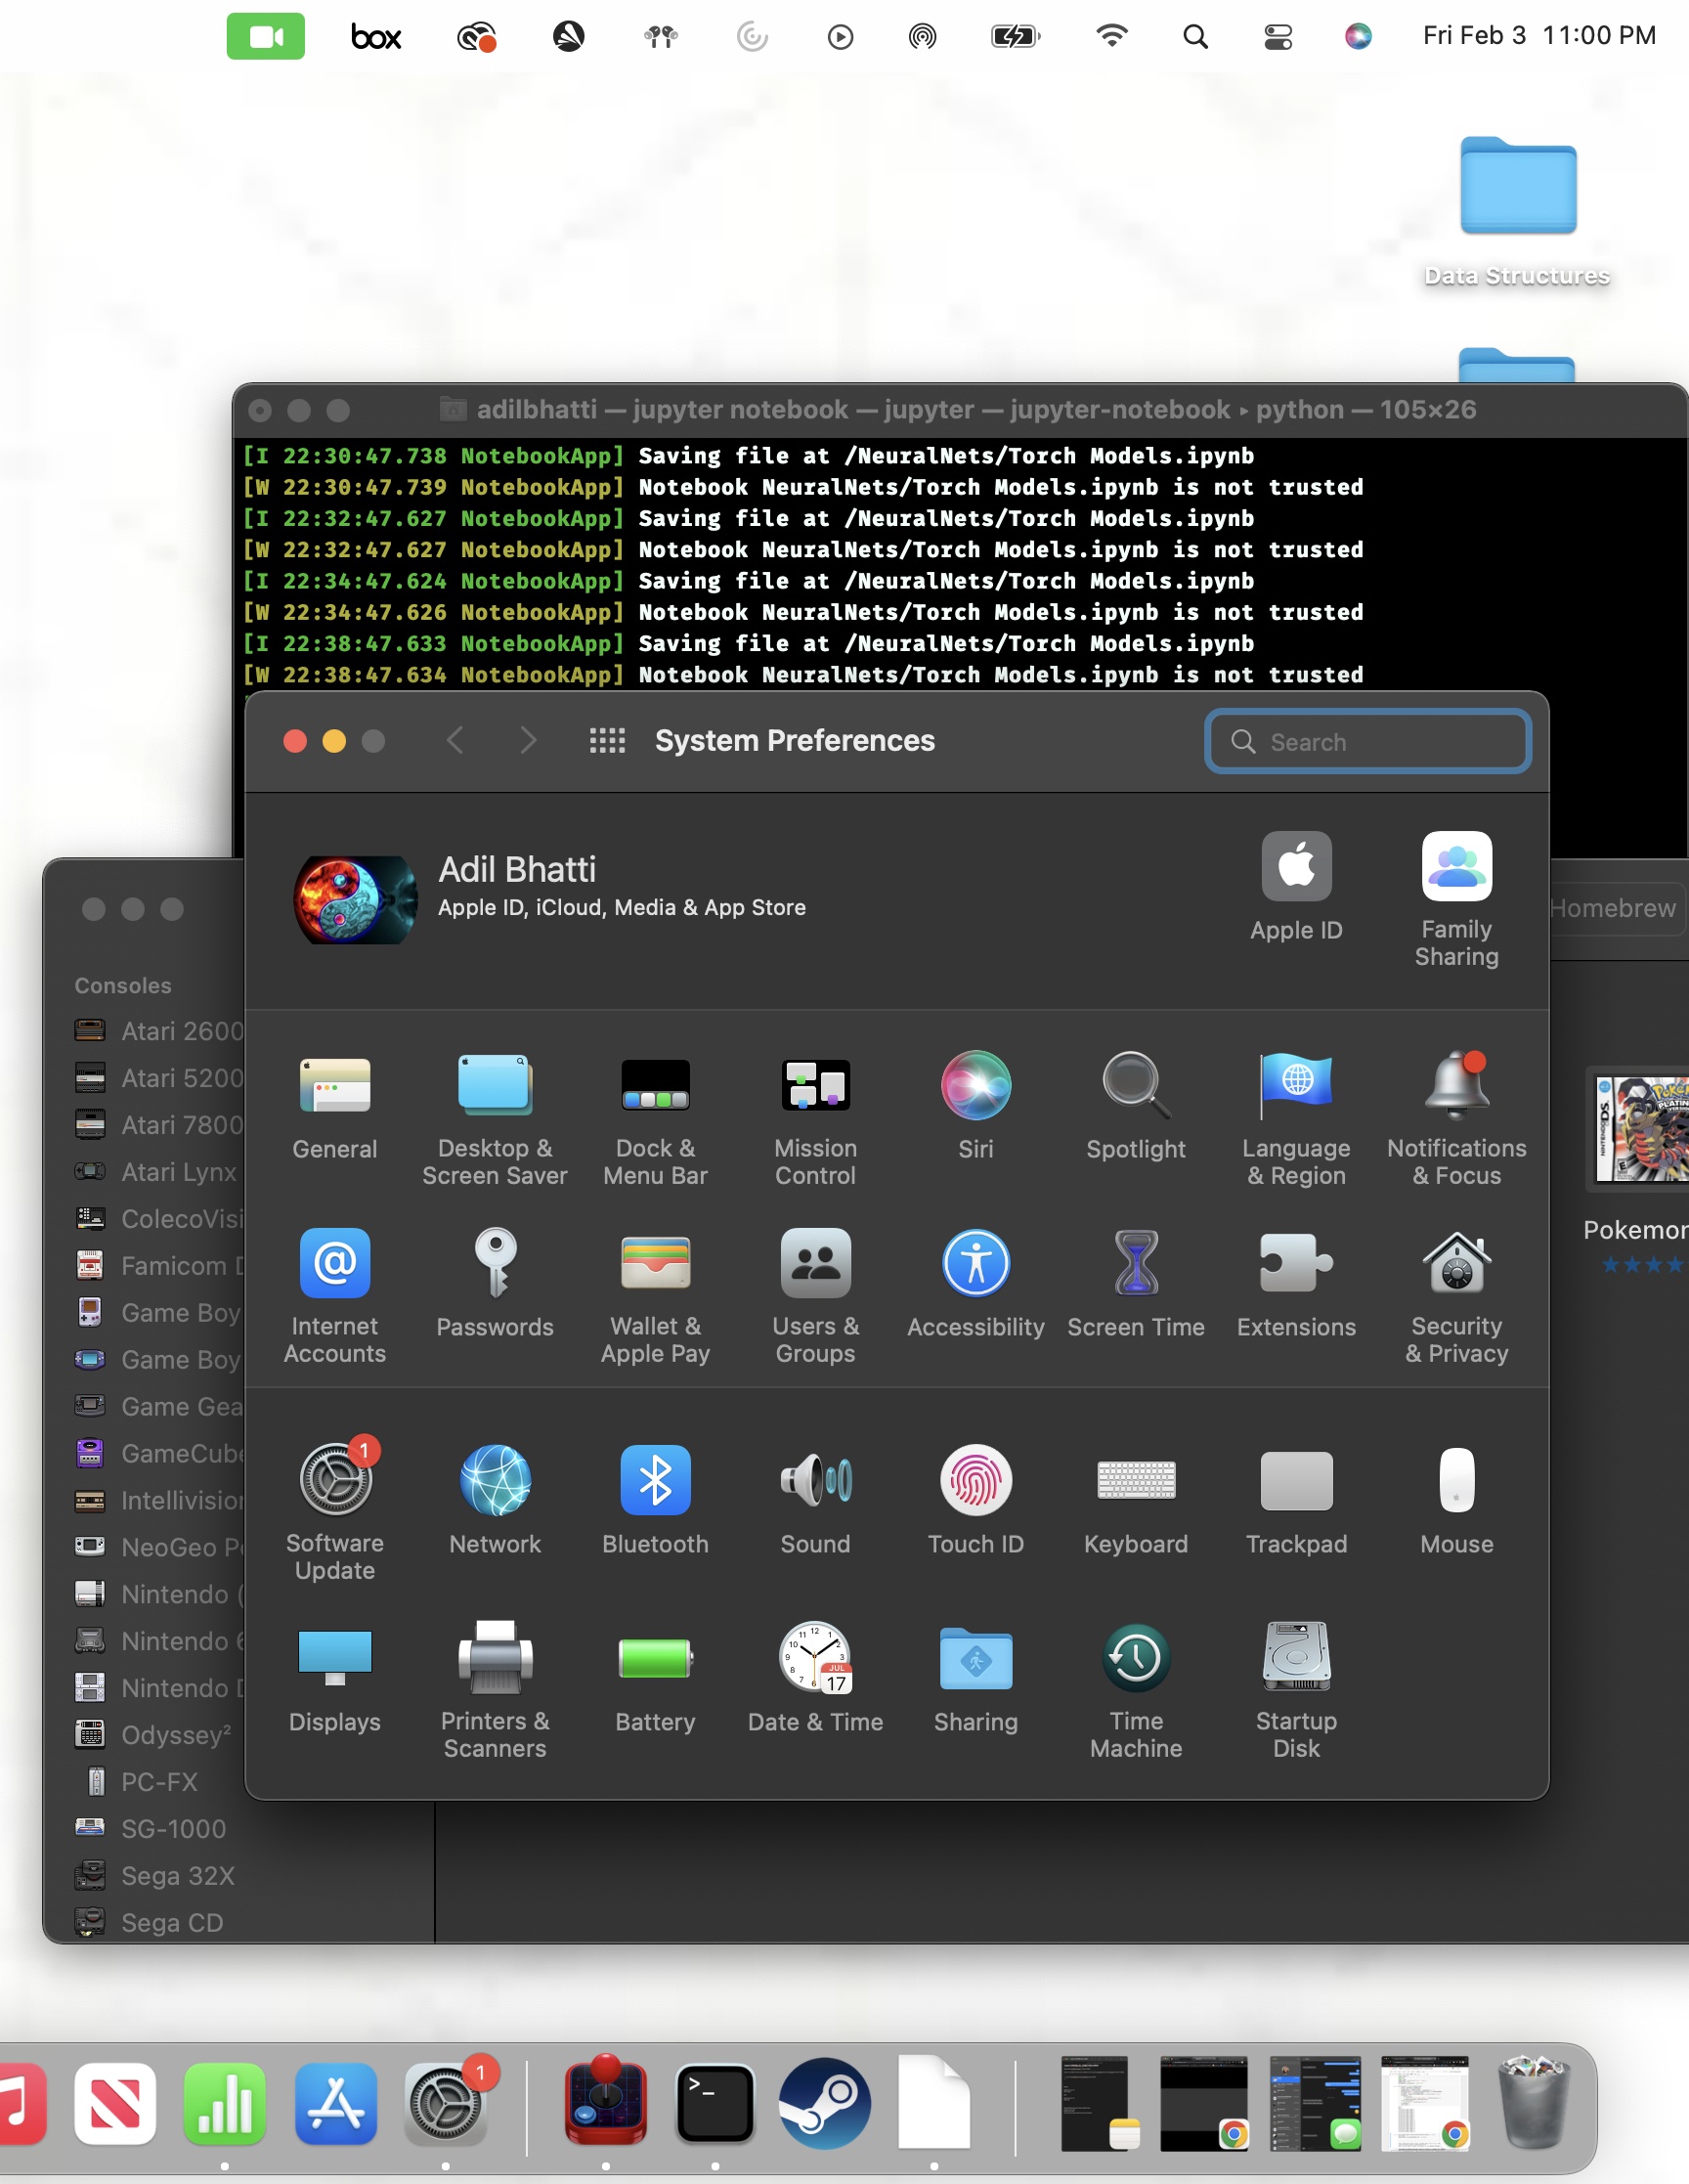 box
Fri Feb 3 11:00 PM
Data Structures
adilbhatti — jupyter notebook — jupyter — jupyter-notebook ▸ python — 105×26
[I 22:30:47.738 NotebookApp] Saving file at /NeuralNets/Torch Models.ipynb
[W 22:30:47.739 NotebookApp] Notebook NeuralNets/Torch Models.ipynb is not trusted
[I 22:32:47.627 NotebookApp] Saving file at /NeuralNets/Torch Models.ipynb
[W 22:32:47.627 NotebookApp] Notebook NeuralNets/Torch Models.ipynb is not trusted
[I 22:34:47.624 NotebookApp] Saving file at /NeuralNets/Torch Models.ipynb
[W 22:34:47.626 NotebookApp] Notebook NeuralNets/Torch Models.ipynb is not trusted
[I 22:38:47.633 NotebookApp] Saving file at /NeuralNets/Torch Models.ipynb
[W 22:38:47.634 NotebookApp] Notebook NeuralNets/Torch Models.ipynb is not trusted
System Preferences
Search
Adil Bhatti
Apple ID, iCloud, Media & App Store
Apple ID
Family
Sharing
General
Desktop &
Screen Saver
Dock &
Menu Bar
Mission
Control
Siri
Spotlight
Language
& Region
Notifications
& Focus
Internet
Accounts
Passwords
Wallet &
Apple Pay
Users &
Groups
Accessibility
Screen Time
Extensions
Security
& Privacy
1
Software
Update
Network
Bluetooth
Sound
Touch ID
Keyboard
Trackpad
Mouse
Displays
Printers &
Scanners
Battery
JUL
17
Date & Time
Sharing
Time
Machine
Startup
Disk
Homebrew
Consoles
Atari 2600
Atari 5200
Atari 7800
Atari Lynx
ColecoVisi
Famicom D
Game Boy
Game Boy
Game Gea
GameCube
Intellivision
NeoGeo Po
Nintendo (
Nintendo 6
Nintendo D
Odyssey²
PC-FX
SG-1000
Sega 32X
Sega CD
NINTENDO DS
Pokemon
1